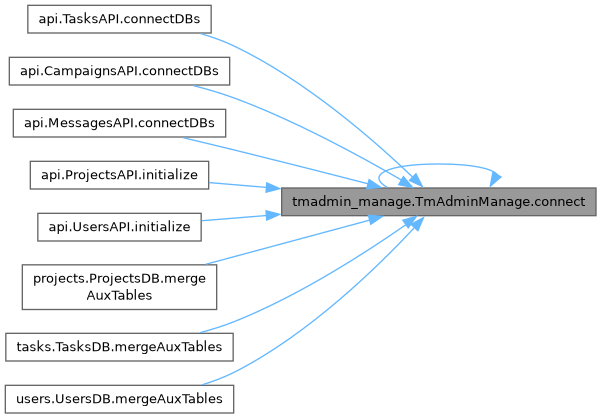 api.TasksAPI.connectDBs
api.CampaignsAPI.connectDBs
api.MessagesAPI.connectDBs
api.ProjectsAPI.initialize
tmadmin_manage.TmAdminManage.connect
api.UsersAPI.initialize
projects.ProjectsDB.merge
AuxTables
tasks.TasksDB.mergeAuxTables
users.UsersDB.mergeAuxTables